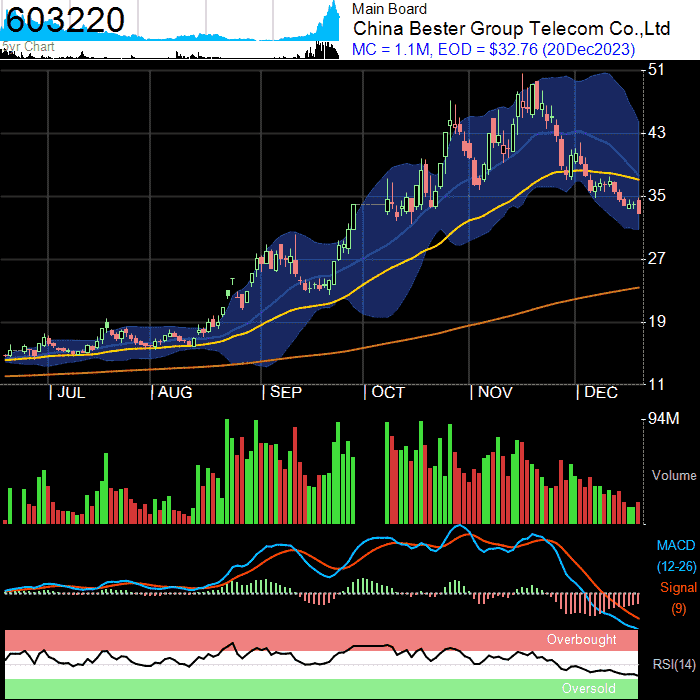 603220
5yr Chart
Main Board
China Bester Group Telecom Co.,Ltd
MC = 1.1M, EOD = $32.76 (20Dec2023)
51
43
35
27
19
11
JUL
AUG
SEP
OCT
NOV
DEC
94M
Volume
MACD
(12-26)
Signal
(9)
Overbought
RSI(14)
Oversold